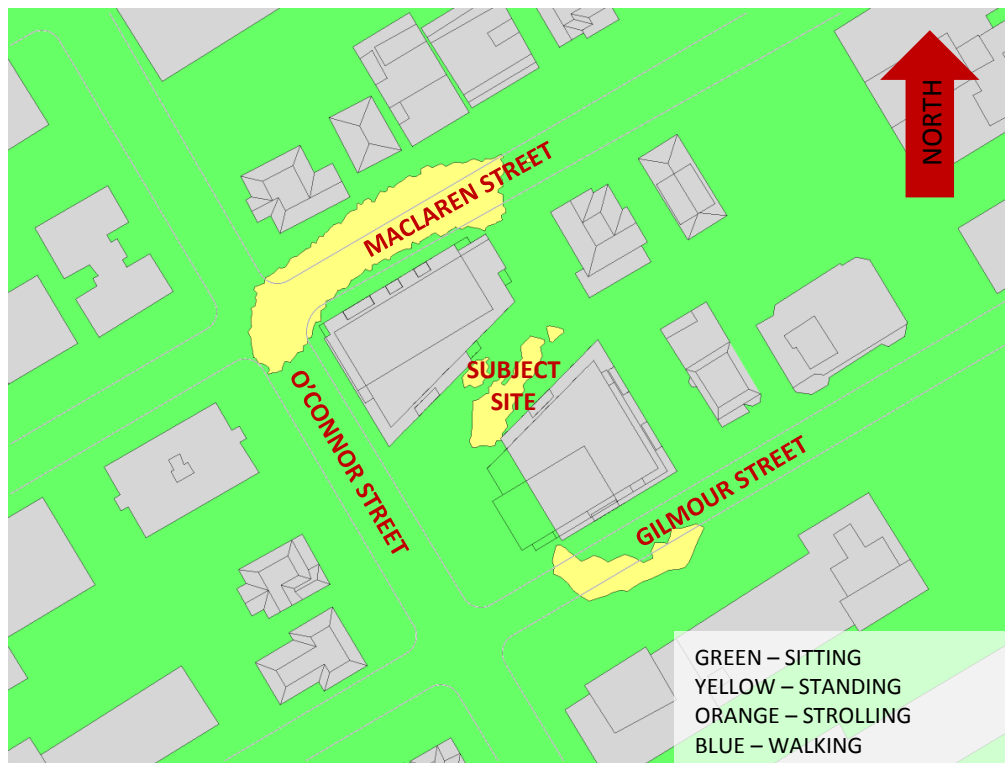 NORTH
MACLAREN STREET
SUBJECT
SITE
O'CONNOR STREET
GILMOUR STREET
GREEN – SITTING
YELLOW – STANDING
ORANGE – STROLLING
BLUE – WALKING